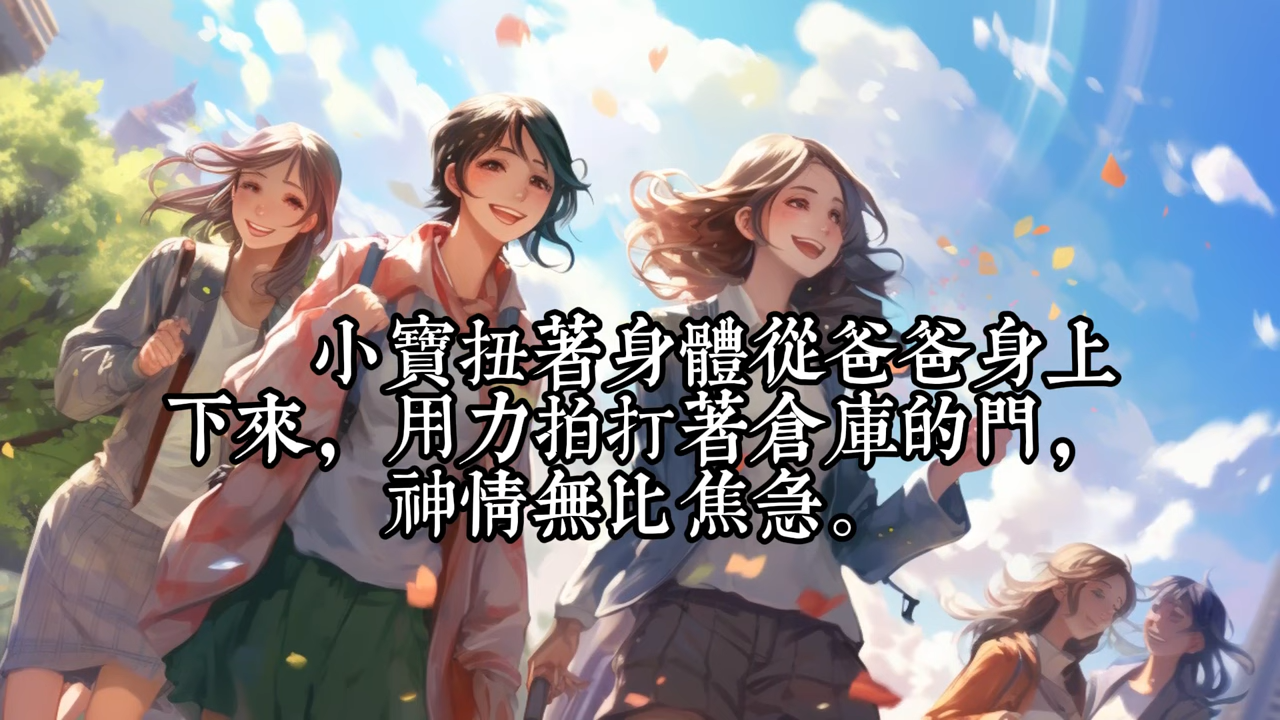 小寶扭著身體從爸爸身上
下來，用力拍打著倉庫的門，
神情無比焦急。